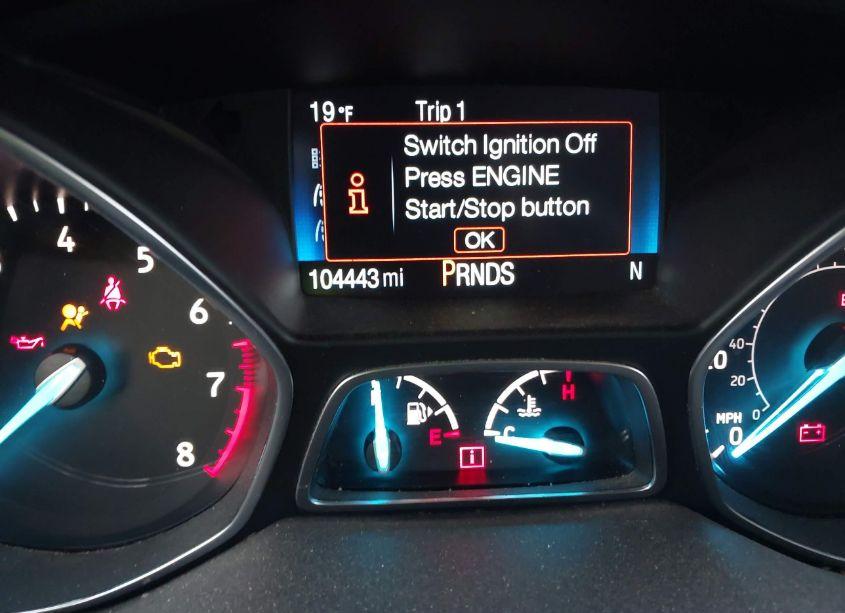 19°F Trip 1
Switch Ignition Off
Press ENGINE
Start/Stop button
OK
104443 mi PRNDS N
4
5
6
7
8
E
C
H
i
40
20
0
MPH
0